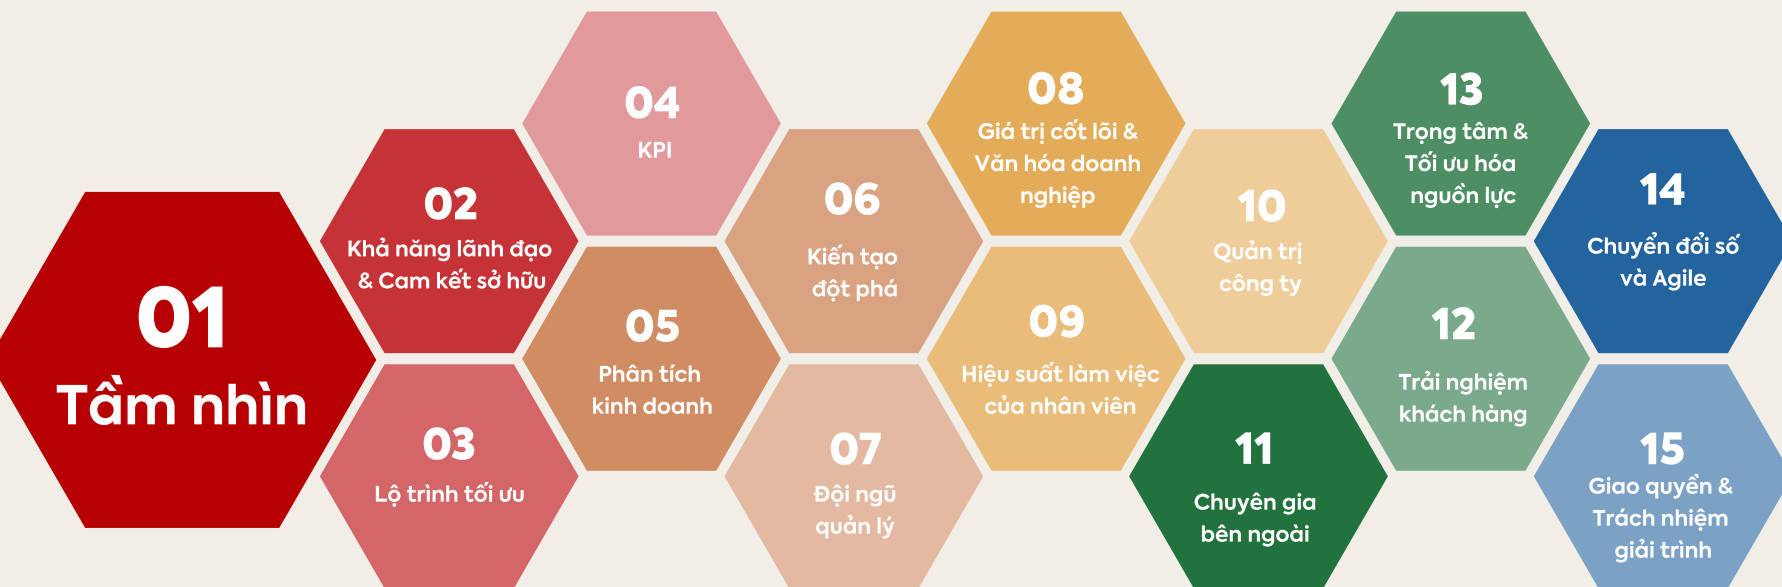 01
Tầm nhìn
02
Khả năng lãnh đạo
& Cam kết sở hữu
03
Lộ trình tối ưu
04
KPI
05
Phân tích
kinh doanh
06
Kiến tạo
đột phá
07
Đội ngũ
quản lý
08
Giá trị cốt lõi &
Văn hóa doanh
nghiệp
09
Hiệu suất làm việc
của nhân viên
10
Quản trị
công ty
11
Chuyên gia
bên ngoài
12
Trải nghiệm
khách hàng
13
Trọng tâm &
Tối ưu hóa
nguồn lực
14
Chuyển đổi số
và Agile
15
Giao quyền &
Trách nhiệm
giải trình